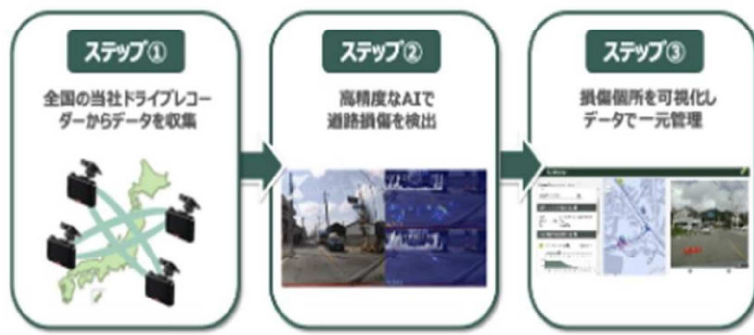 ステップ①
全国の当社ドライブレコー
ダーからデータを収集
ステップ②
高精度なAIで
道路損傷を検出
ステップ③
損傷個所を可視化し
データで一元管理